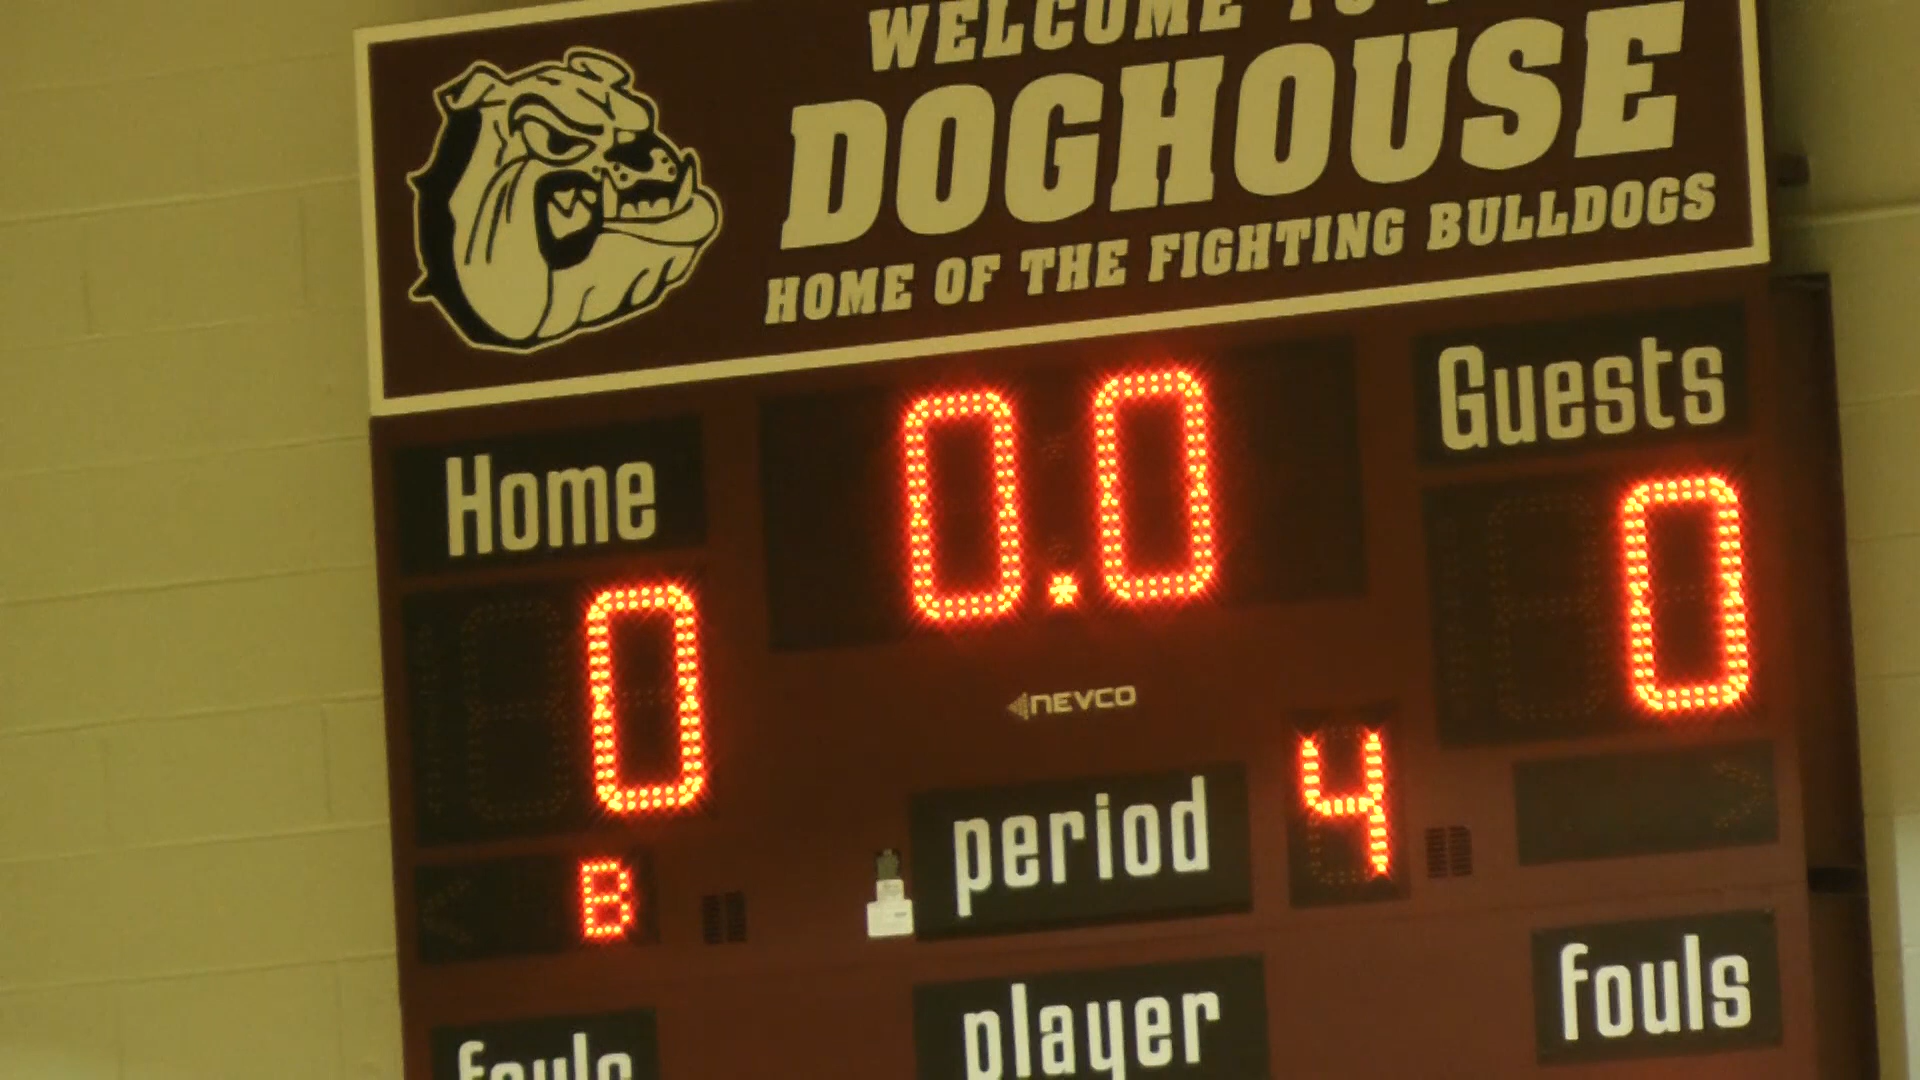 WELCOME TO
DOGHOUSE
HOME OF THE FIGHTING BULLDOGS
Home 0.0 Guests
0 0
NEVCO
B period 4
fouls player fouls